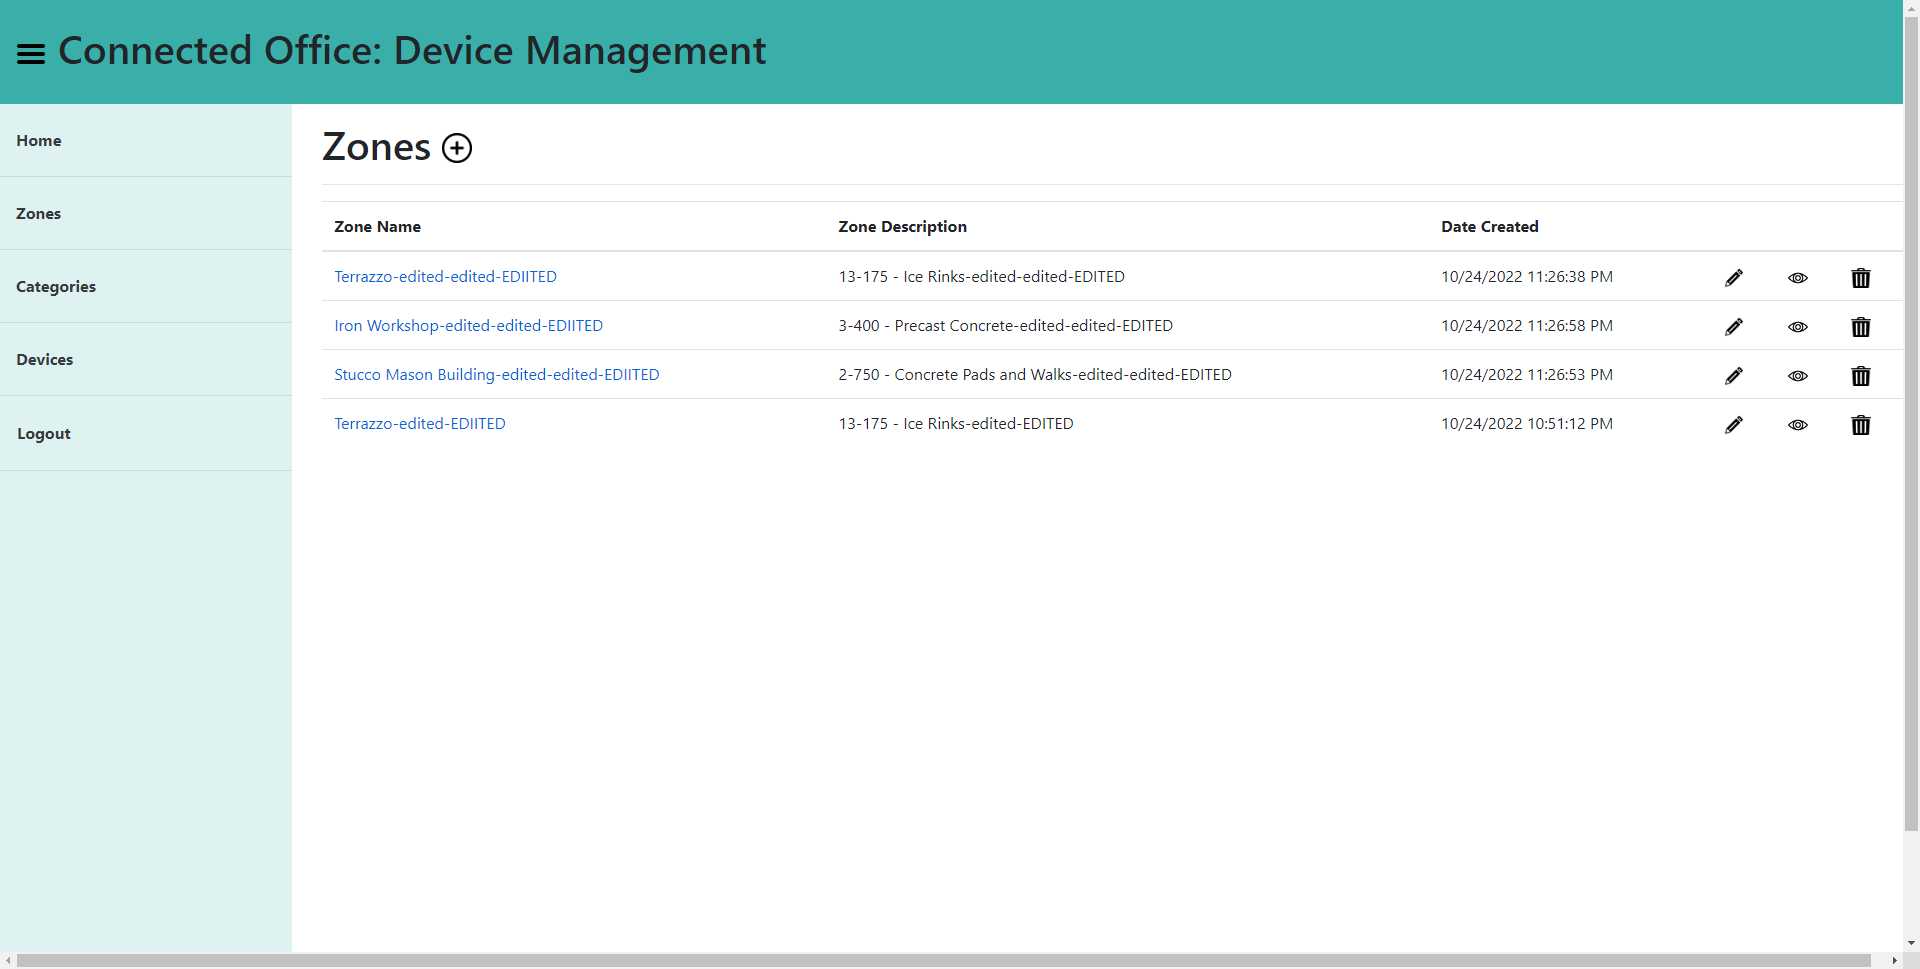 Connected Office: Device Management
Home
Zones
Categories
Devices
Logout
Zones
Zone Name Zone Description Date Created
Terrazzo-edited-edited-EDIITED 13-175 - Ice Rinks-edited-edited-EDITED 10/24/2022 11:26:38 PM
Iron Workshop-edited-edited-EDIITED 3-400 - Precast Concrete-edited-edited-EDITED 10/24/2022 11:26:58 PM
Stucco Mason Building-edited-edited-EDIITED 2-750 - Concrete Pads and Walks-edited-edited-EDITED 10/24/2022 11:26:53 PM
Terrazzo-edited-EDIITED 13-175 - Ice Rinks-edited-EDITED 10/24/2022 10:51:12 PM